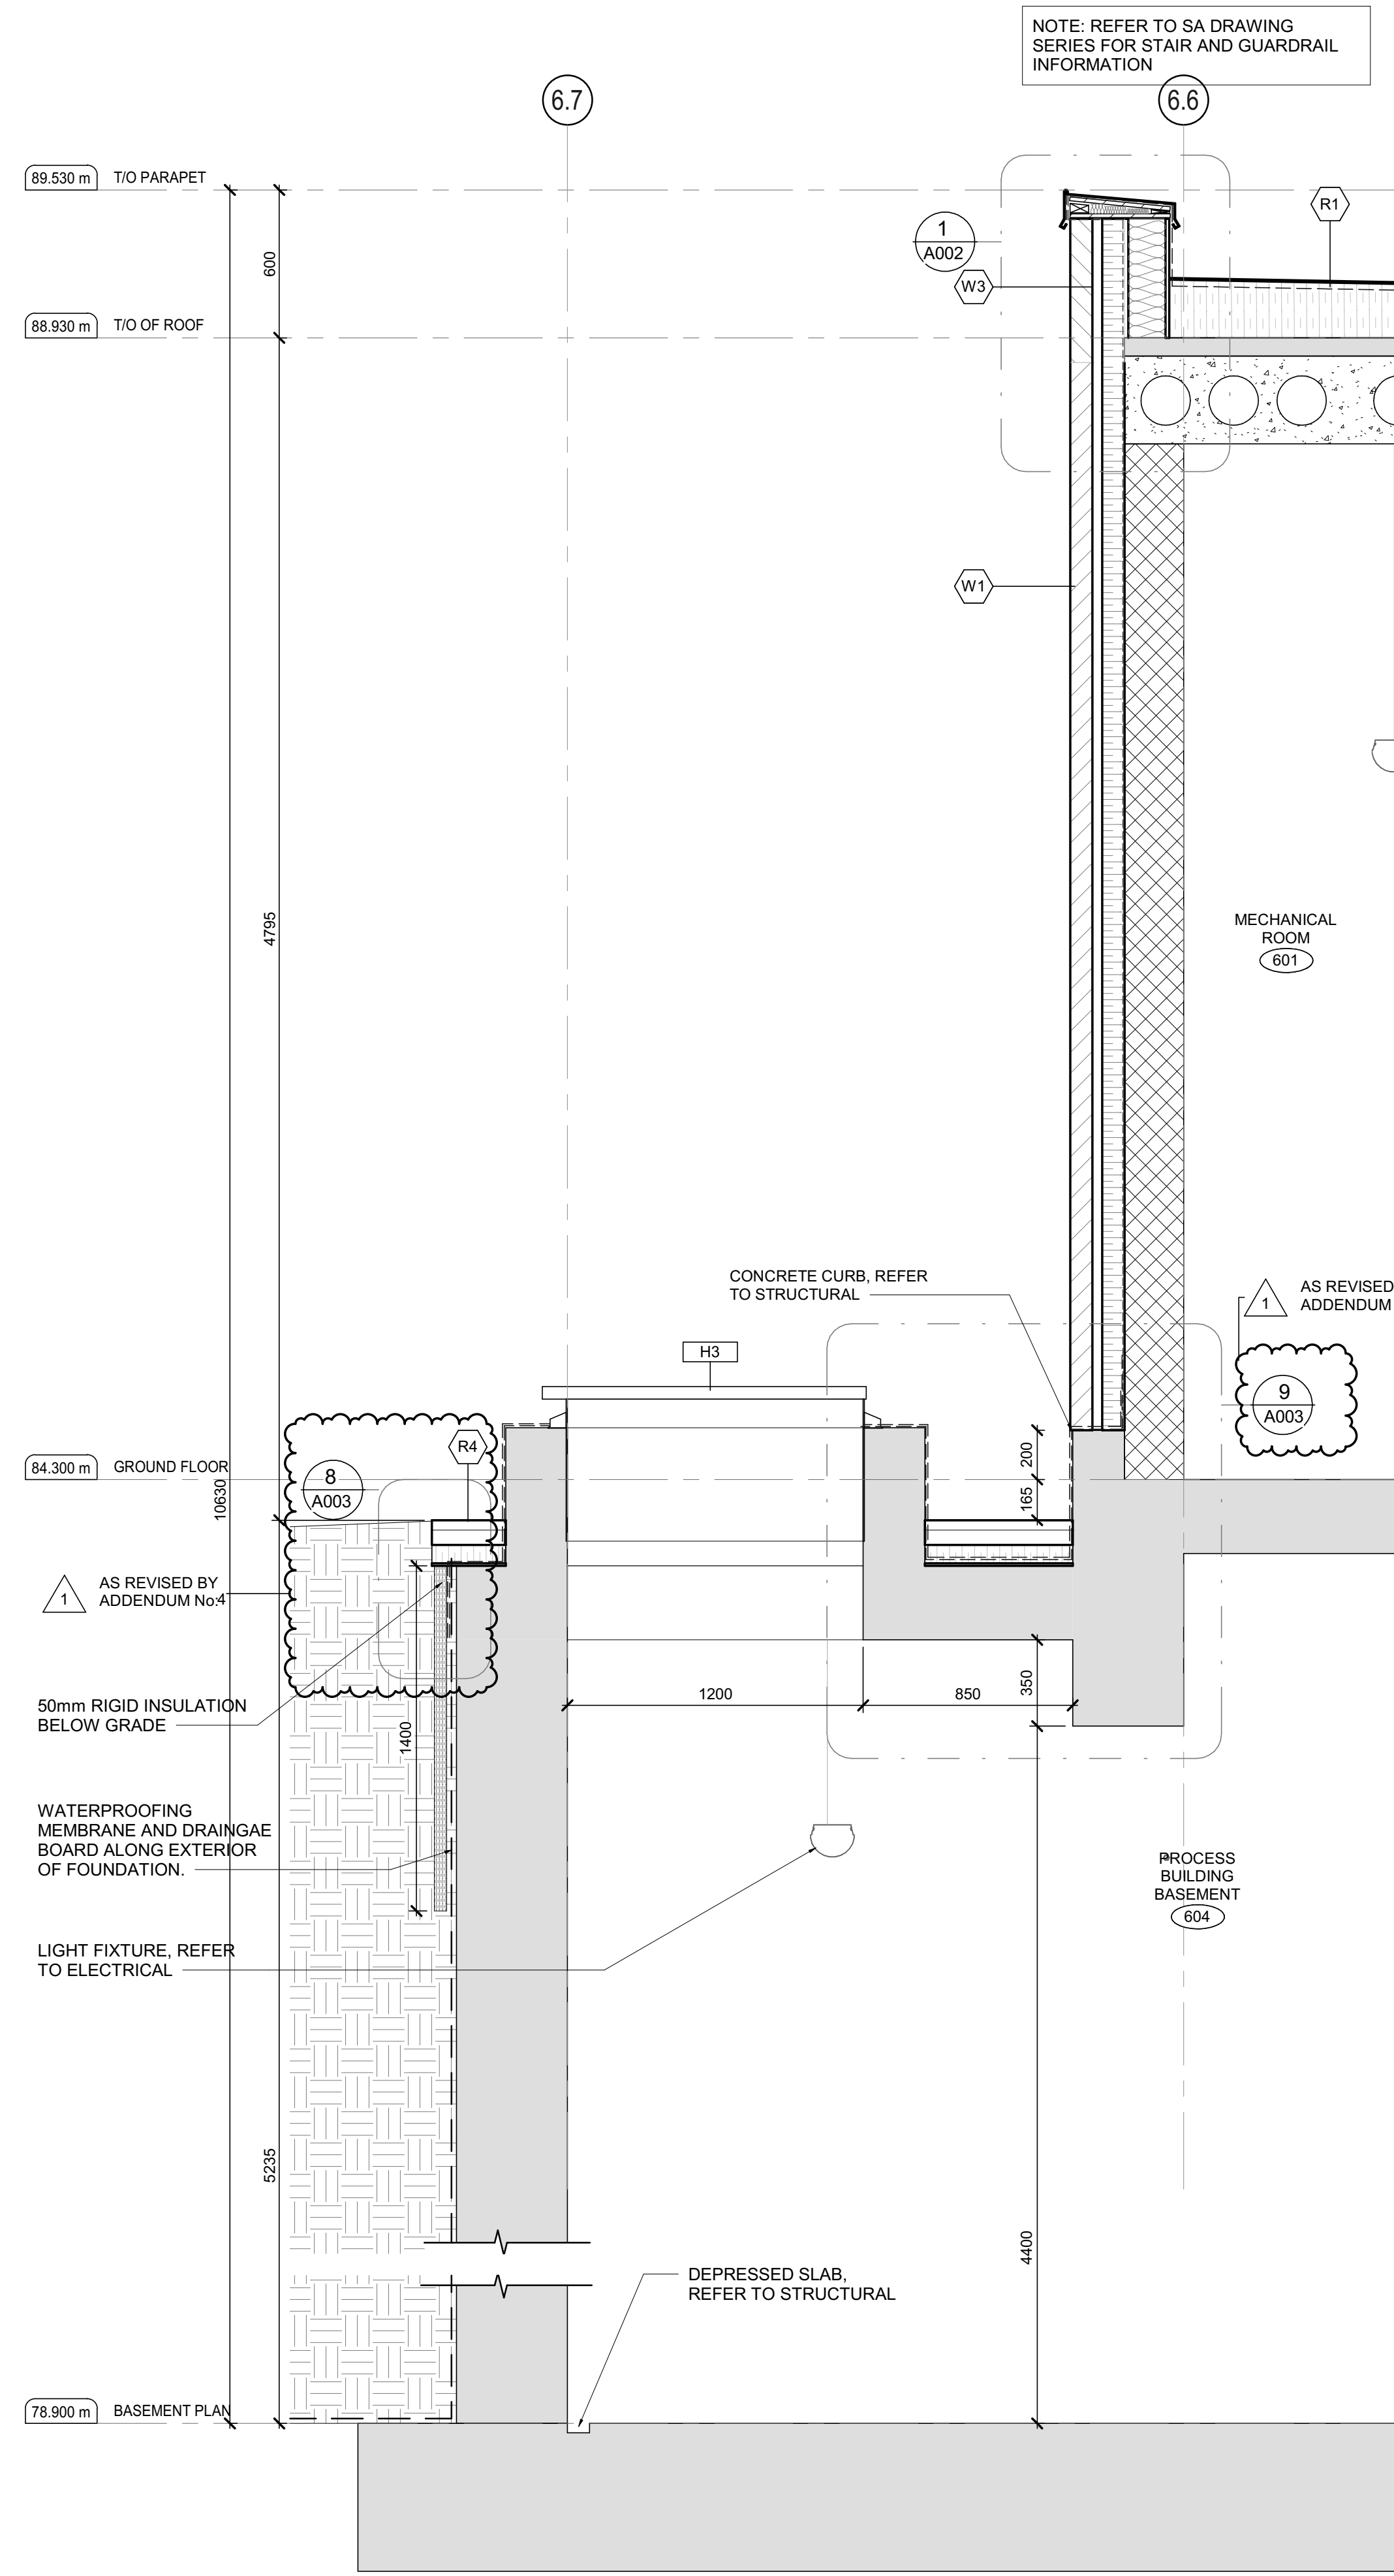 NOTE: REFER TO SA DRAWING
SERIES FOR STAIR AND GUARDRAIL
INFORMATION
6.7
6.6
89.530 m
T/O PARAPET
R1
1
A002
600
W3
88.930 m
T/O OF ROOF
W1
4795
MECHANICAL
ROOM
601
CONCRETE CURB, REFER
TO STRUCTURAL
1
AS REVISED
ADDENDUM
H3
9
A003
R4
200
84.300 m
GROUND FLOOR
8
A003
10630
165
1
AS REVISED BY
ADDENDUM No:4
50mm RIGID INSULATION
BELOW GRADE
1200
850
350
1400
WATERPROOFING
MEMBRANE AND DRAINGAE
BOARD ALONG EXTERIOR
OF FOUNDATION.
PROCESS
BUILDING
BASEMENT
604
LIGHT FIXTURE, REFER
TO ELECTRICAL
5235
4400
DEPRESSED SLAB,
REFER TO STRUCTURAL
78.900 m
BASEMENT PLAN